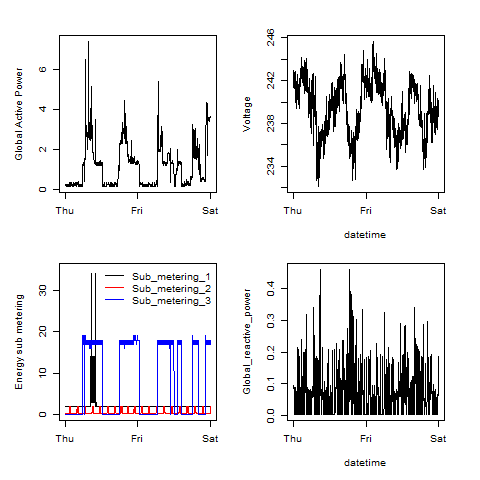 Global Active Power
0 2 4 6
Thu Fri Sat
Voltage
234 238 242 246
Thu Fri Sat
datetime
Energy sub metering
0 10 20 30
Thu Fri Sat
Sub_metering_1
Sub_metering_2
Sub_metering_3
Global_reactive_power
0.0 0.1 0.2 0.3 0.4
Thu Fri Sat
datetime